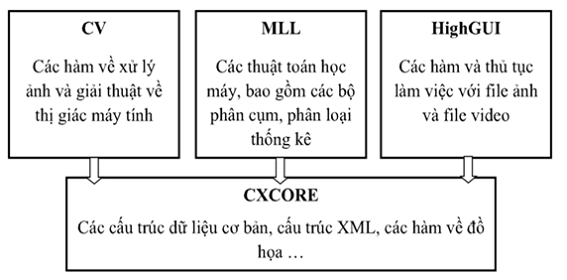 CV
Các hàm về xử lý
ảnh và giải thuật về
thị giác máy tính
MLL
Các thuật toán học
máy, bao gồm các bộ
phân cụm, phân loại
thống kê
HighGUI
Các hàm và thủ tục
làm việc với file ảnh
và file video
CXCORE
Các cấu trúc dữ liệu cơ bản, cấu trúc XML, các hàm về đồ
họa …